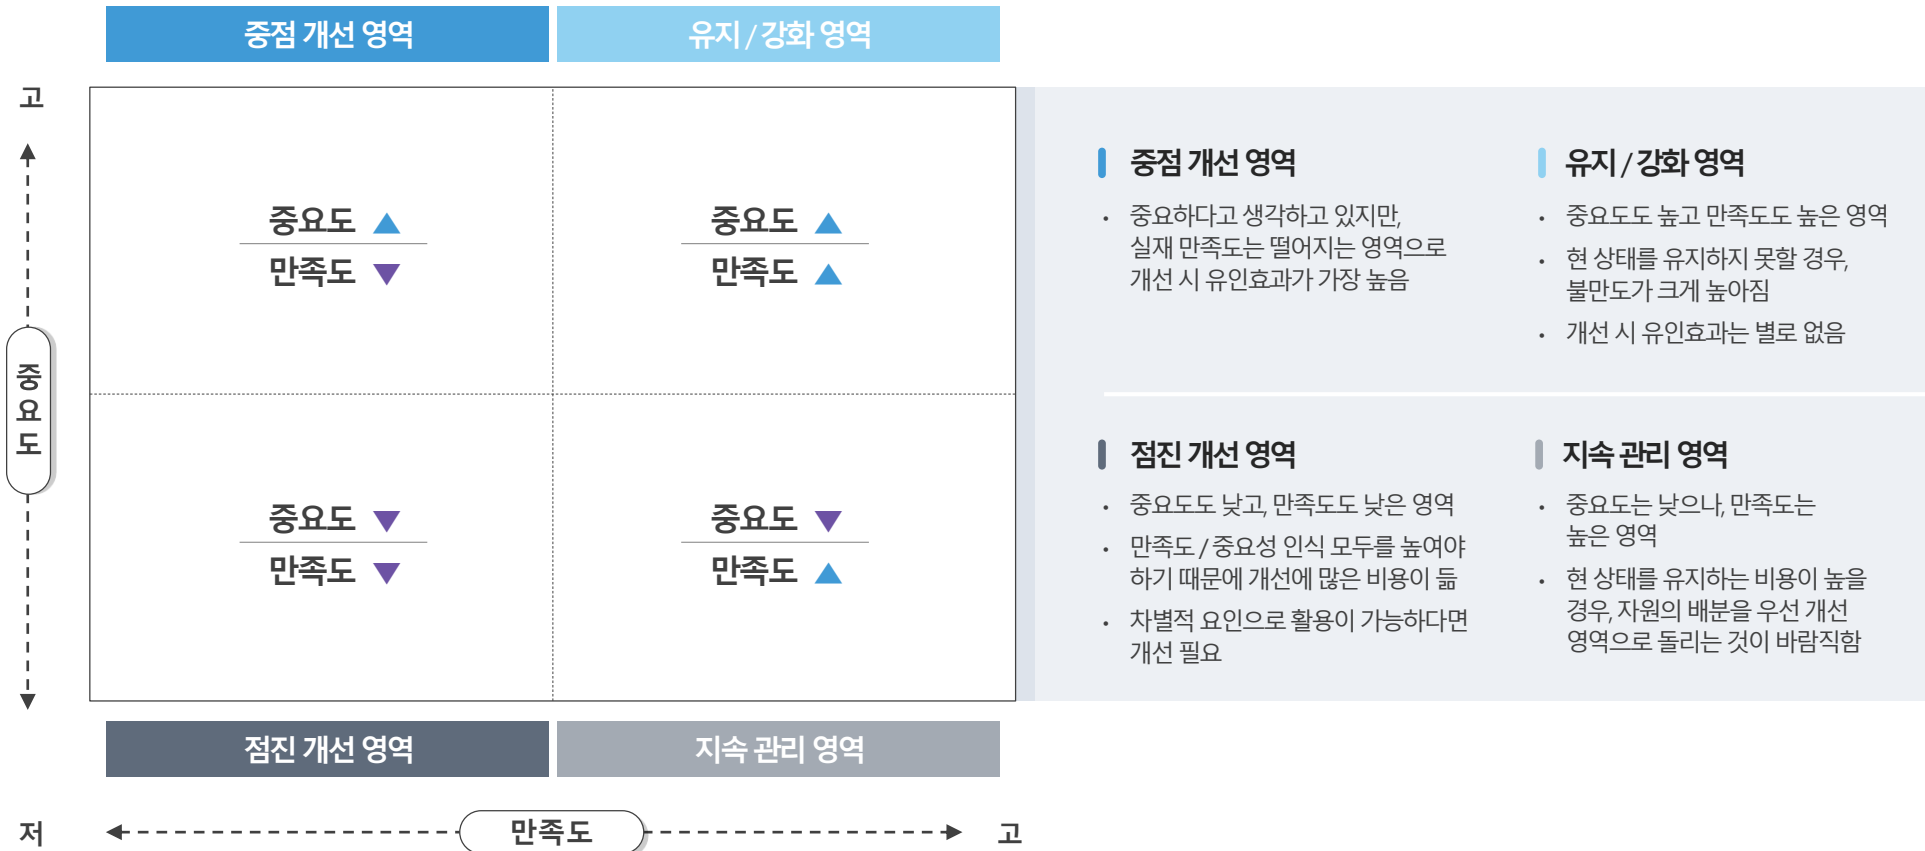 중점 개선 영역
유지 / 강화 영역
고
중요도 ▲
만족도 ▼
중요도 ▲
만족도 ▲
중
요
도
중요도 ▼
만족도 ▼
중요도 ▼
만족도 ▲
점진 개선 영역
지속 관리 영역
저
만족도
고
중점 개선 영역
• 중요하다고 생각하고 있지만,
실재 만족도는 떨어지는 영역으로
개선 시 유인효과가 가장 높음
유지 / 강화 영역
• 중요도도 높고 만족도도 높은 영역
• 현 상태를 유지하지 못할 경우,
불만도가 크게 높아짐
• 개선 시 유인효과는 별로 없음
점진 개선 영역
• 중요도도 낮고, 만족도도 낮은 영역
• 만족도 / 중요성 인식 모두를 높여야
하기 때문에 개선에 많은 비용이 듦
• 차별적 요인으로 활용이 가능하다면
개선 필요
지속 관리 영역
• 중요도는 낮으나, 만족도는
높은 영역
• 현 상태를 유지하는 비용이 높을
경우, 자원의 배분을 우선 개선
영역으로 돌리는 것이 바람직함